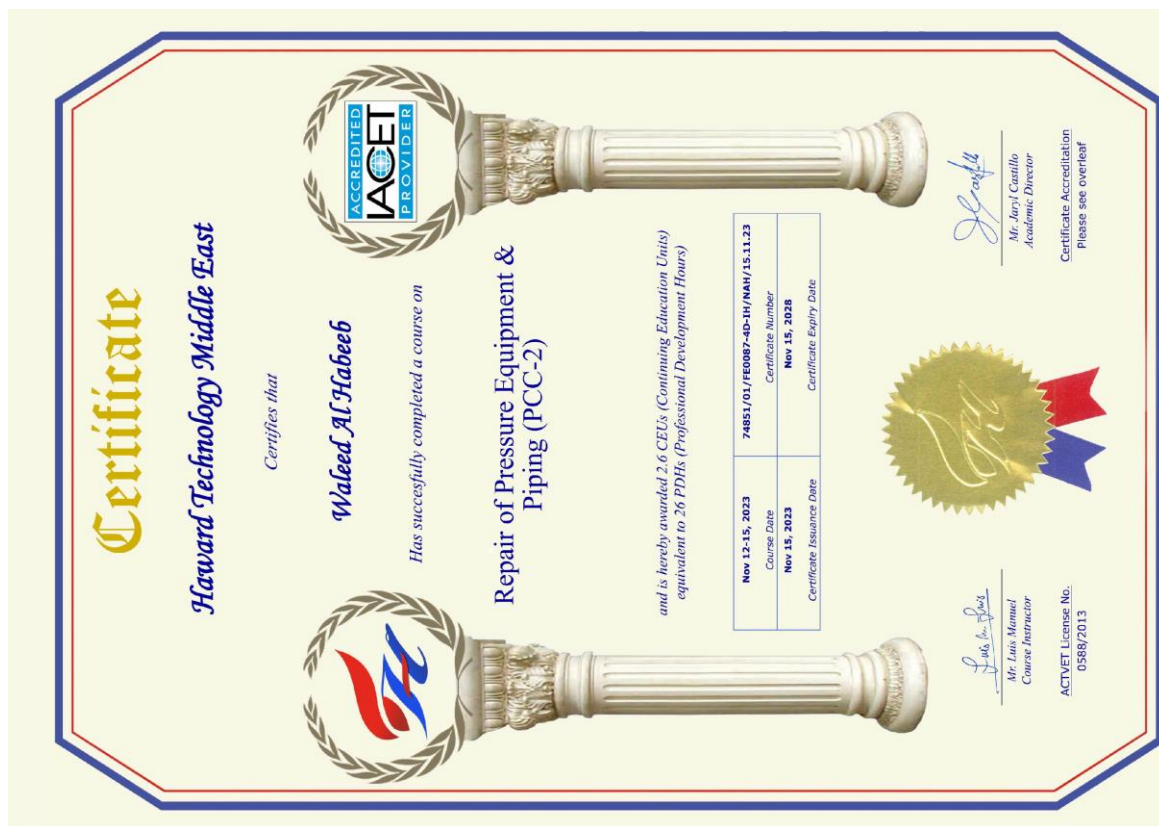 Certificate
ACCREDITED
IACET
PROVIDER
Haward Technology Middle East
Certifies that
Waleed Al Habeeb
Has succesfully completed a course on
Repair of Pressure Equipment &
Piping (PCC-2)
and is hereby awarded 2.6 CEUs (Continuing Education Units)
equivalent to 26 PDHs (Professional Development Hours)
Nov 12-15, 2023 74851/01/FE0087-4D-IH/NAH/15.11.23
Course Date Certificate Number
Nov 15, 2023 Nov 15, 2028
Certificate Issuance Date Certificate Expiry Date
Mr. Luis Manuel
Course Instructor
ACTVET License No.
0588/2013
Mr. Jaryl Castillo
Academic Director
Certificate Accreditation
Please see overleaf